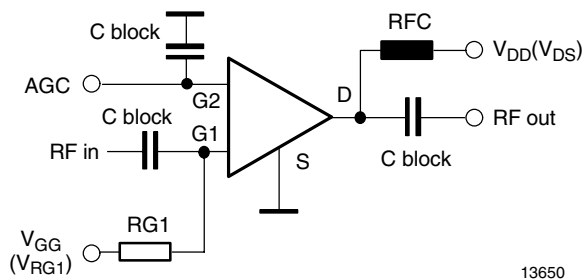 RFC
C block
V_DD(V_DS)
AGC
G2
D
C block
G1
RF out
RF in
S
C block
RG1
V_GG
(V_RG1)
13650